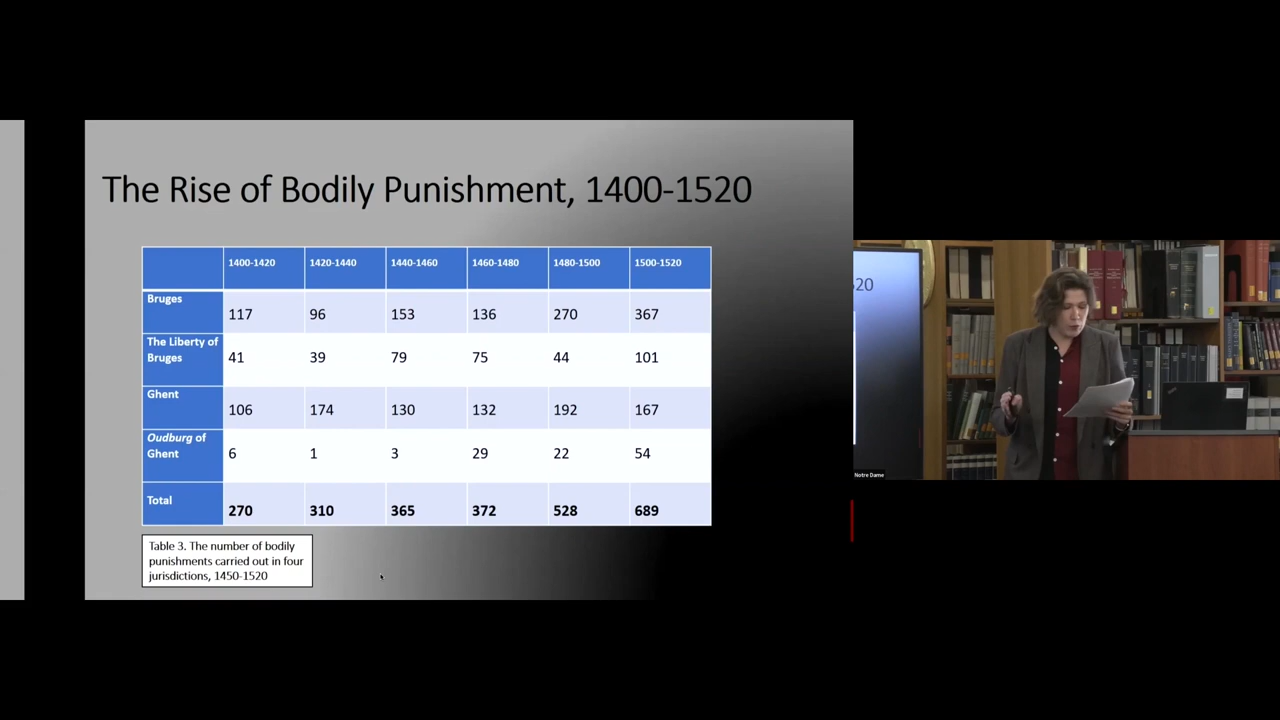 The Rise of Bodily Punishment, 1400-1520
1400-1420 1420-1440 1440-1460 1460-1480 1480-1500 1500-1520
Bruges 117 96 153 136 270 367
The Liberty of
Bruges 41 39 79 75 44 101
Ghent 106 174 130 132 192 167
Oudburg of
Ghent 6 1 3 29 22 54
Total 270 310 365 372 528 689
Table 3. The number of bodily
punishments carried out in four
jurisdictions, 1450-1520
520
Notre Dame